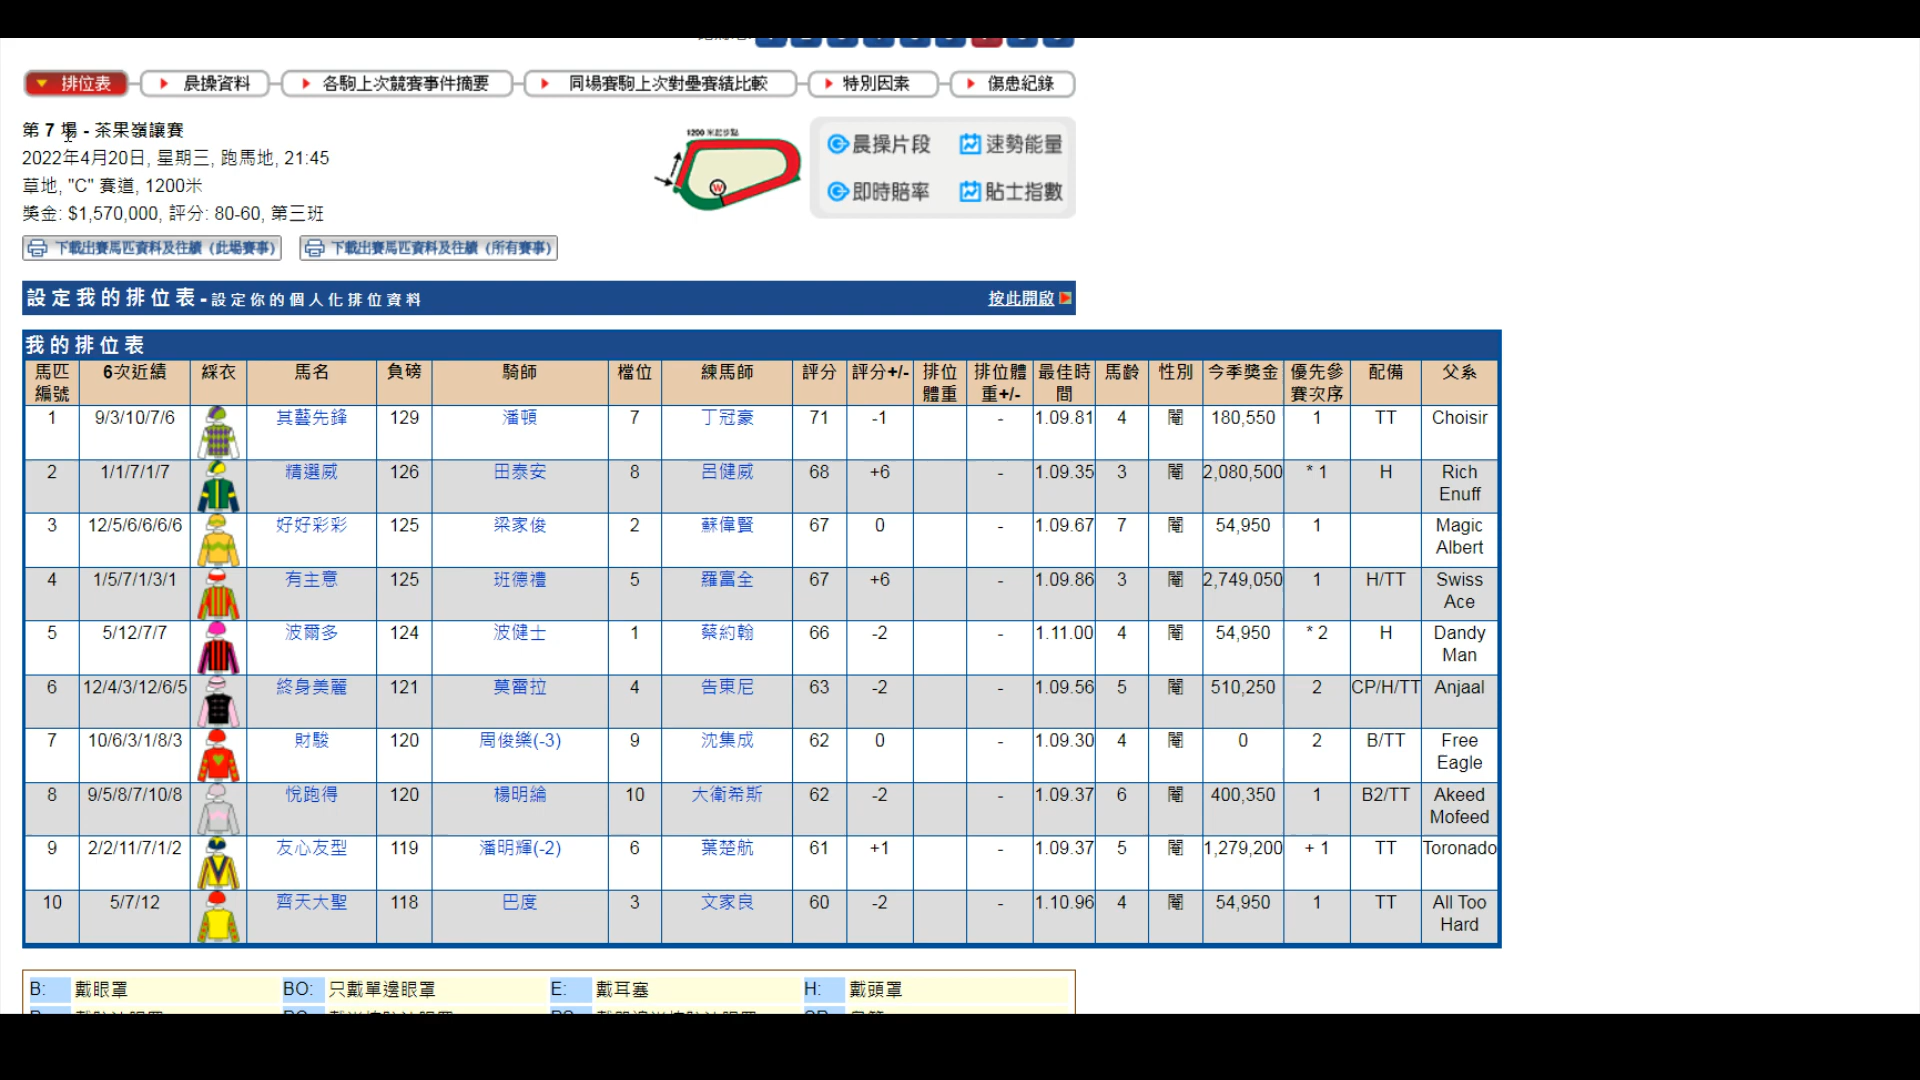 排位表 晨操資料 各駒上次競賽事件摘要 同場賽駒上次對壘賽績比較 特別因素 傷患紀錄
第 7 場 - 茶果嶺讓賽
2022年4月20日, 星期三, 跑馬地, 21:45
草地, "C" 賽道, 1200米
獎金: $1,570,000, 評分: 80-60, 第三班
1200 米起步點
W
晨操片段 速勢能量
即時賠率 貼士指數
下載出賽馬匹資料及往績 (此場賽事) 下載出賽馬匹資料及往績 (所有賽事)
設定我的排位表 - 設定你的個人化排位資料 按此開啟
我的排位表
馬匹編號 6次近績 綵衣 馬名 負磅 騎師 檔位 練馬師 評分 評分+/- 排位體重 排位體重+/- 最佳時間 馬齡 性別 今季獎金 優先參賽次序 配備 父系
1 9/3/10/7/6 其藝先鋒 129 潘頓 7 丁冠豪 71 -1 - 1.09.81 4 閹 180,550 1 TT Choisir
2 1/1/7/1/7 精選威 126 田泰安 8 呂健威 68 +6 - 1.09.35 3 閹 2,080,500 * 1 H Rich Enuff
3 12/5/6/6/6/6 好好彩彩 125 梁家俊 2 蘇偉賢 67 0 - 1.09.67 7 閹 54,950 1 Magic Albert
4 1/5/7/1/3/1 有主意 125 班德禮 5 羅富全 67 +6 - 1.09.86 3 閹 2,749,050 1 H/TT Swiss Ace
5 5/12/7/7 波爾多 124 波健士 1 蔡約翰 66 -2 - 1.11.00 4 閹 54,950 * 2 H Dandy Man
6 12/4/3/12/6/5 終身美麗 121 莫雷拉 4 告東尼 63 -2 - 1.09.56 5 閹 510,250 2 CP/H/TT Anjaal
7 10/6/3/1/8/3 財駿 120 周俊樂(-3) 9 沈集成 62 0 - 1.09.30 4 閹 0 2 B/TT Free Eagle
8 9/5/8/7/10/8 悅跑得 120 楊明綸 10 大衛希斯 62 -2 - 1.09.37 6 閹 400,350 1 B2/TT Akeed Mofeed
9 2/2/11/7/1/2 友心友型 119 潘明輝(-2) 6 葉楚航 61 +1 - 1.09.37 5 閹 1,279,200 + 1 TT Toronado
10 5/7/12 齊天大聖 118 巴度 3 文家良 60 -2 - 1.10.96 4 閹 54,950 1 TT All Too Hard
B: 戴眼罩 BO: 只戴單邊眼罩 E: 戴耳塞 H: 戴頭罩